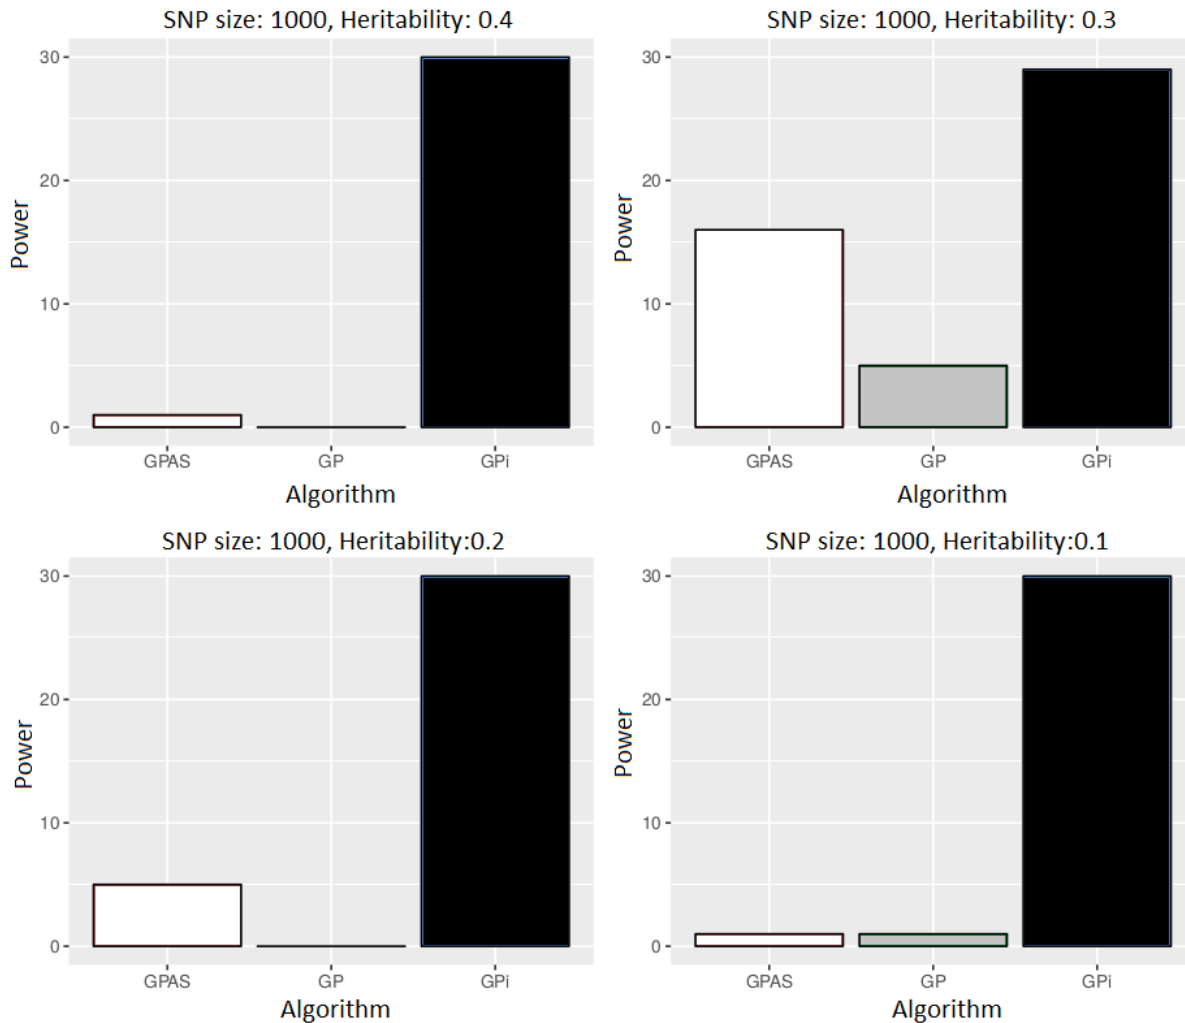 SNP size: 1000, Heritability: 0.4
30
20
10
0
Power
GPAS GP GPi
Algorithm
SNP size: 1000, Heritability: 0.3
30
20
10
0
Power
GPAS GP GPi
Algorithm
SNP size: 1000, Heritability:0.2
30
20
10
0
Power
GPAS GP GPi
Algorithm
SNP size: 1000, Heritability:0.1
30
20
10
0
Power
GPAS GP GPi
Algorithm